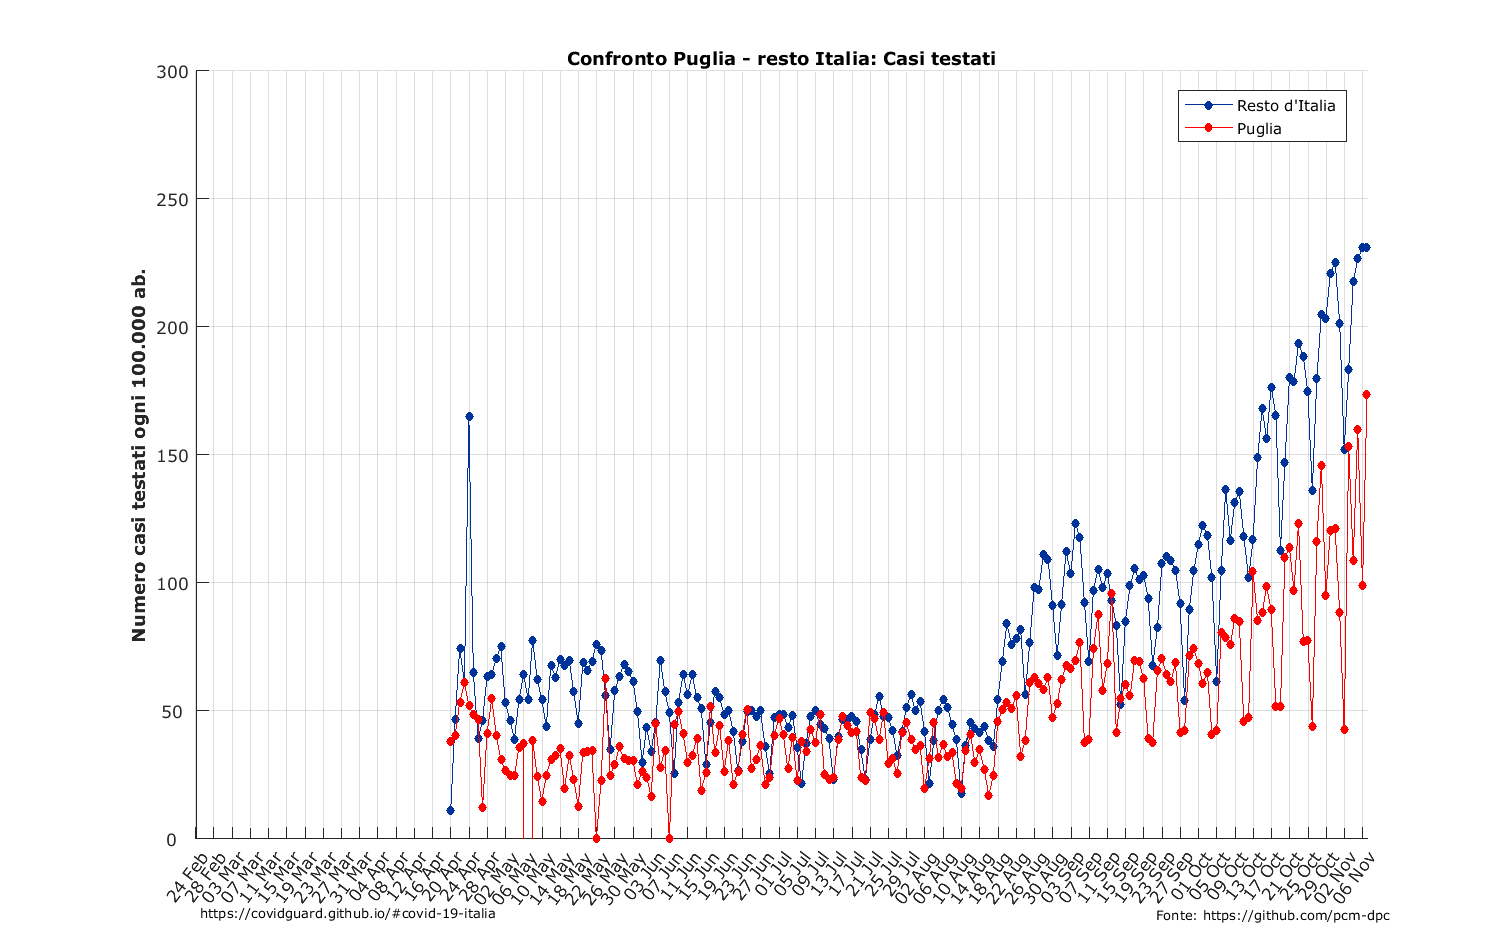 Confronto Puglia - resto Italia: Casi testati
Resto d'Italia
Puglia
Numero casi testati ogni 100.000 ab.
300
250
200
150
100
50
0
24 Feb
28 Feb
03 Mar
07 Mar
11 Mar
15 Mar
19 Mar
23 Mar
27 Mar
31 Mar
04 Apr
08 Apr
12 Apr
16 Apr
20 Apr
24 Apr
28 Apr
02 May
06 May
10 May
14 May
18 May
22 May
26 May
30 May
03 Jun
07 Jun
11 Jun
15 Jun
19 Jun
23 Jun
27 Jun
01 Jul
05 Jul
09 Jul
13 Jul
17 Jul
21 Jul
25 Jul
29 Jul
02 Aug
06 Aug
10 Aug
14 Aug
18 Aug
22 Aug
26 Aug
30 Aug
03 Sep
07 Sep
11 Sep
15 Sep
19 Sep
23 Sep
27 Sep
01 Oct
05 Oct
09 Oct
13 Oct
17 Oct
21 Oct
25 Oct
29 Oct
02 Nov
06 Nov
https://covidguard.github.io/#covid-19-italia
Fonte: https://github.com/pcm-dpc